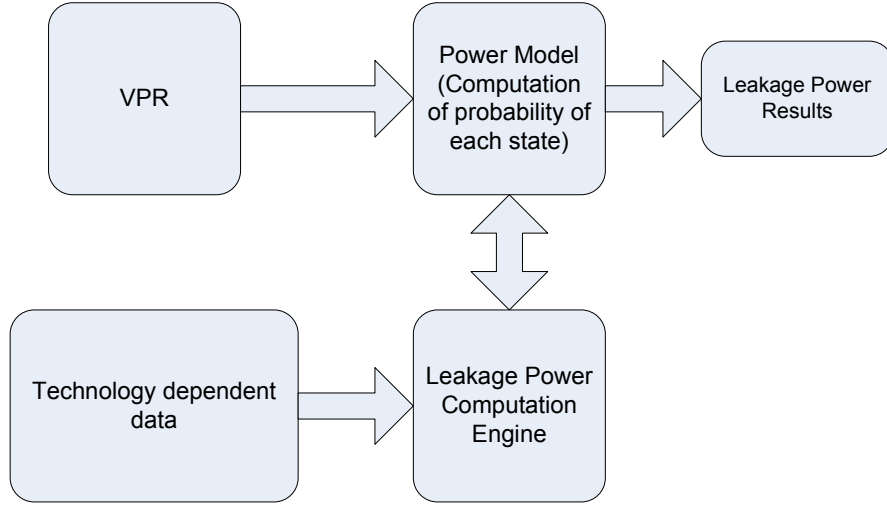 VPR
Power Model
(Computation
of probability of
each state)
Leakage Power
Results
Technology dependent
data
Leakage Power
Computation
Engine